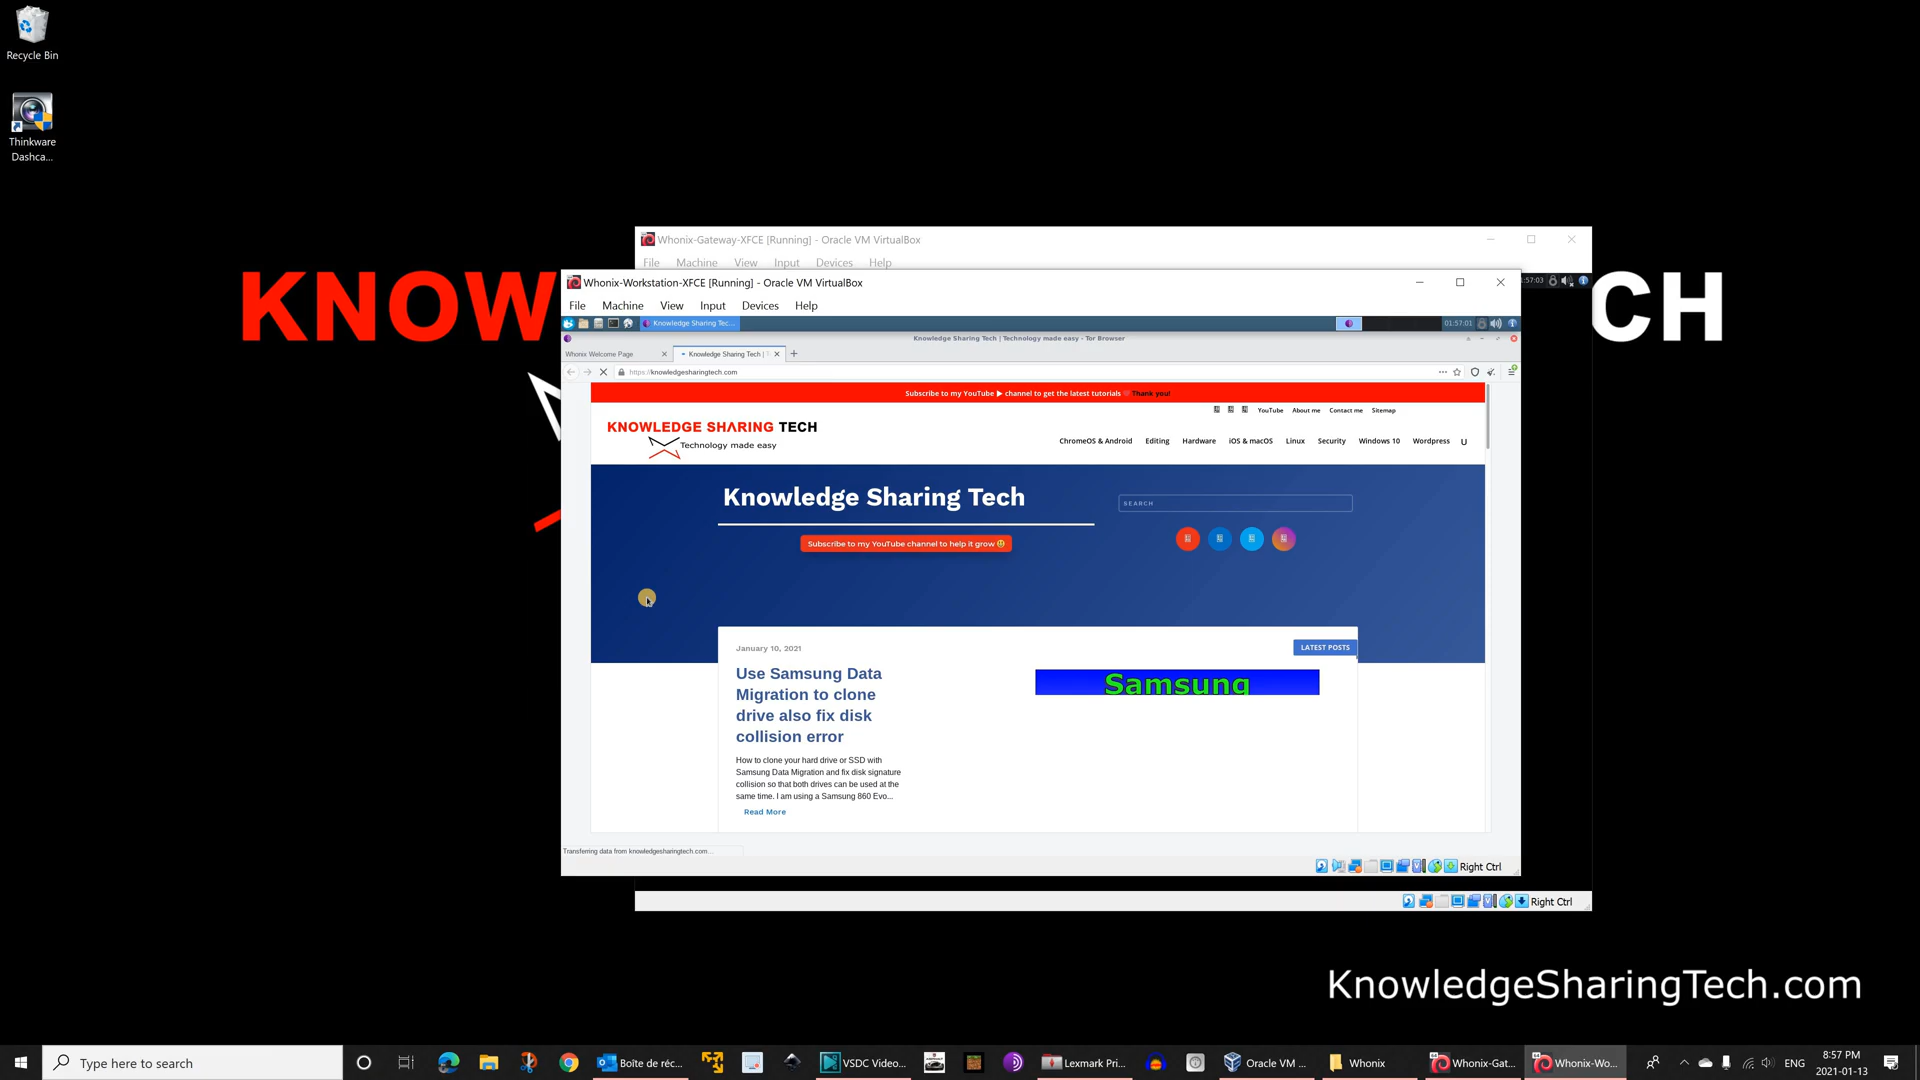 Recycle Bin
Thinkware
Dashca...
KNOW
CH
Whonix-Gateway-XFCE [Running] - Oracle VM VirtualBox
File Machine View Input Devices Help
:57:03
Whonix-Workstation-XFCE [Running] - Oracle VM VirtualBox
File Machine View Input Devices Help
Knowledge Sharing Tec...
01:57:01
Knowledge Sharing Tech | Technology made easy - Tor Browser
Whonix Welcome Page
Knowledge Sharing Tech |
https://knowledgesharingtech.com
Subscribe to my YouTube ▶ channel to get the latest tutorials Thank you!
YouTube About me Contact me Sitemap
KNOWLEDGE SHARING TECH
Technology made easy
ChromeOS & Android Editing Hardware iOS & macOS Linux Security Windows 10 Wordpress U
Knowledge Sharing Tech
SEARCH
Subscribe to my YouTube channel to help it grow 😃
January 10, 2021
LATEST POSTS
Use Samsung Data
Migration to clone
drive also fix disk
collision error
Samsung
How to clone your hard drive or SSD with
Samsung Data Migration and fix disk signature
collision so that both drives can be used at the
same time. I am using a Samsung 860 Evo...
Read More
Transferring data from knowledgesharingtech.com...
Right Ctrl
Right Ctrl
KnowledgeSharingTech.com
Type here to search
Boîte de réc...
VSDC Video...
Lexmark Pri...
Oracle VM ...
Whonix
Whonix-Gat...
Whonix-Wo...
ENG
8:57 PM
2021-01-13